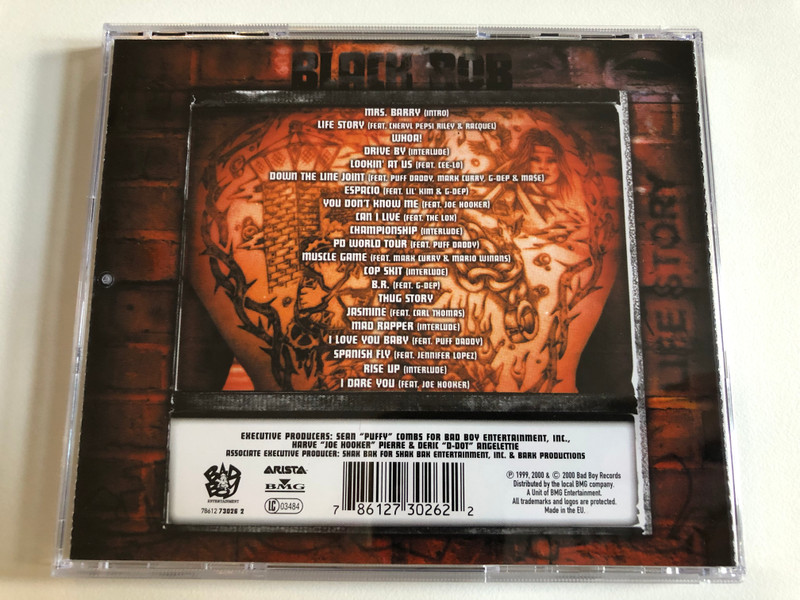 BLACK ROB
MRS. BARRY (INTRO)
LIFE STORY (FEAT. CHERYL PEPSI RILEY & RACQUEL)
WHOA!
DRIVE BY (INTERLUDE)
LOOKIN' AT US (FEAT. CEE-LO)
DOWN THE LINE JOINT (FEAT. PUFF DADDY, MARK CURRY, G-DEP & MASE)
ESPACIO (FEAT. LIL' KIM & G-DEP)
YOU DON'T KNOW ME (FEAT. JOE HOOKER)
CAN I LIVE (FEAT. THE LOX)
CHAMPIONSHIP (INTERLUDE)
PD WORLD TOUR (FEAT. PUFF DADDY)
MUSCLE GAME (FEAT. MARK CURRY & MARIO WINANS)
COP SKIT (INTERLUDE)
B.R. (FEAT. G-DEP)
THUG STORY
JASMINE (FEAT. CARL THOMAS)
MAD RAPPER (INTERLUDE)
I LOVE YOU BABY (FEAT. PUFF DADDY)
SPANISH FLY (FEAT. JENNIFER LOPEZ)
RISE UP (INTERLUDE)
I DARE YOU (FEAT. JOE HOOKER)
LIFE STORY
EXECUTIVE PRODUCERS: SEAN "PUFFY" COMBS FOR BAD BOY ENTERTAINMENT, INC.,
HARVE "JOE HOOKER" PIERRE & DERIC "D-DOT" ANGELETTIE
ASSOCIATE EXECUTIVE PRODUCER: SHAK BAK FOR SHAK BAK ENTERTAINMENT, INC. & BARK PRODUCTIONS
BAD BOY
ENTERTAINMENT
78612 73026 2
ARISTA
BMG
LC 03484
7 86127 30262 2
℗ 1999, 2000 & © 2000 Bad Boy Records
Distributed by the local BMG company.
A Unit of BMG Entertainment.
All trademarks and logos are protected.
Made in the EU.